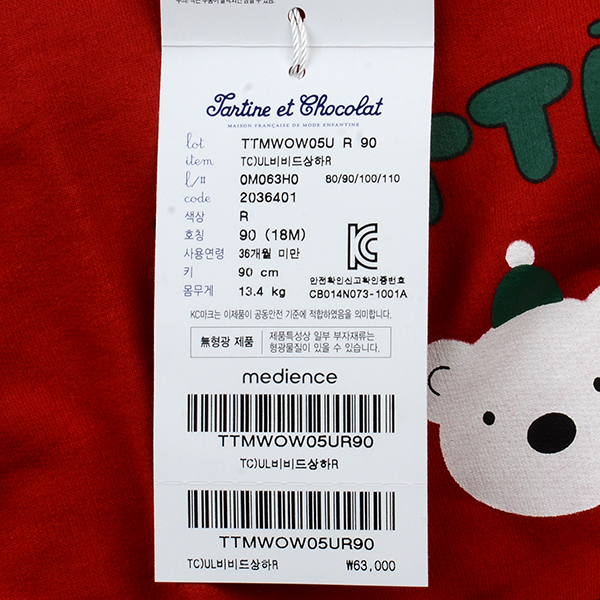 Tartine et Chocolat
MAISON FRANÇAISE DE MODE ENFANTINE
lot TTMWOW05U R 90
item TC)UL비비드상하R
l/# 0M063H0 80/90/100/110
code 2036401
색상 R
호칭 90 (18M)
사용연령 36개월 미만
키 90 cm
몸무게 13.4 kg
안전확인신고확인증번호
CB014N073-1001A
KC마크는 이제품이 공통안전 기준에 적합하였음을 의미합니다.
無형광 제품
제품특성상 일부 부자재류는
형광물질이 있을 수 있습니다.
medience
TTMWOW05UR90
TC)UL비비드상하R
TTMWOW05UR90
TC)UL비비드상하R ₩63,000